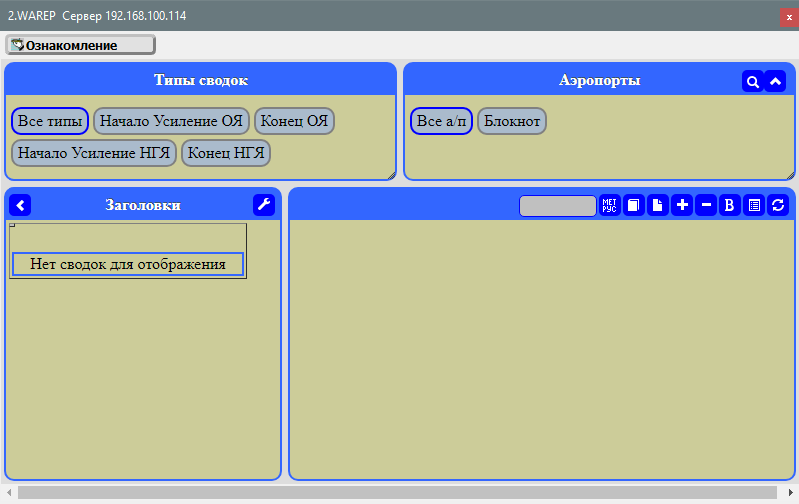 2.WAREP Сервер 192.168.100.114
x
Ознакомление
Типы сводок
Все типы Начало Усиление ОЯ Конец ОЯ
Начало Усиление НГЯ Конец НГЯ
Аэропорты
Все а/п Блокнот
Заголовки
Нет сводок для отображения
МЕТ
РУС
B